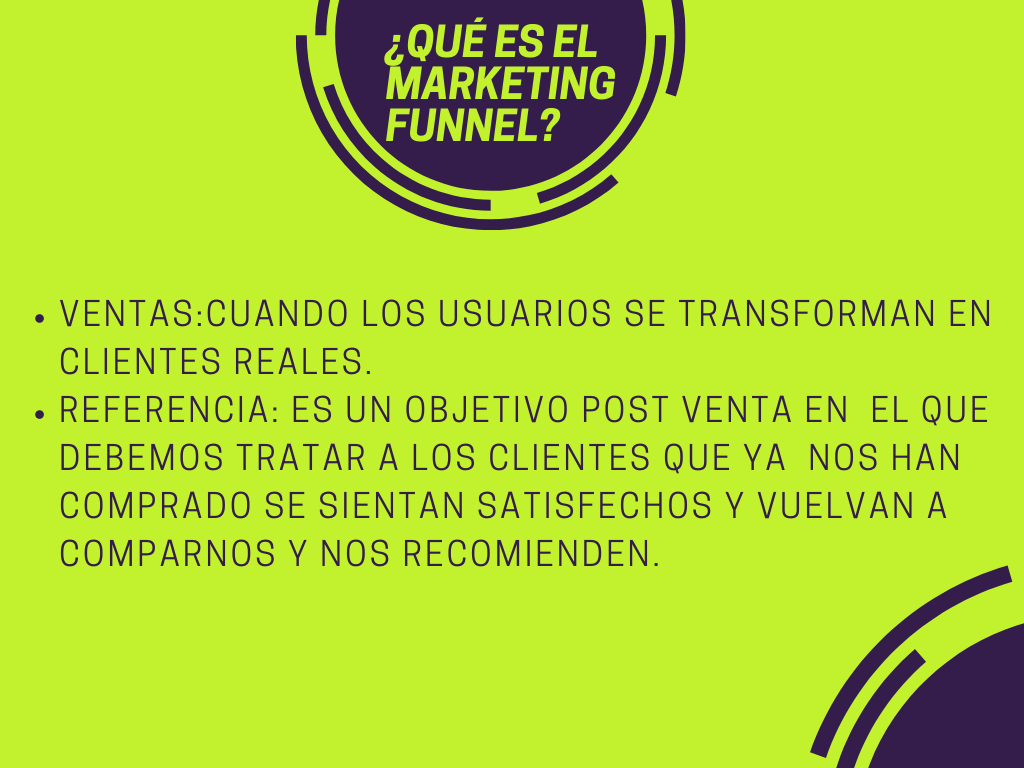 ¿QUÉ ES EL
MARKETING
FUNNEL?
• VENTAS:CUANDO LOS USUARIOS SE TRANSFORMAN EN
CLIENTES REALES.
• REFERENCIA: ES UN OBJETIVO POST VENTA EN  EL QUE
DEBEMOS TRATAR A LOS CLIENTES QUE YA  NOS HAN
COMPRADO SE SIENTAN SATISFECHOS Y VUELVAN A
COMPARNOS Y NOS RECOMIENDEN.